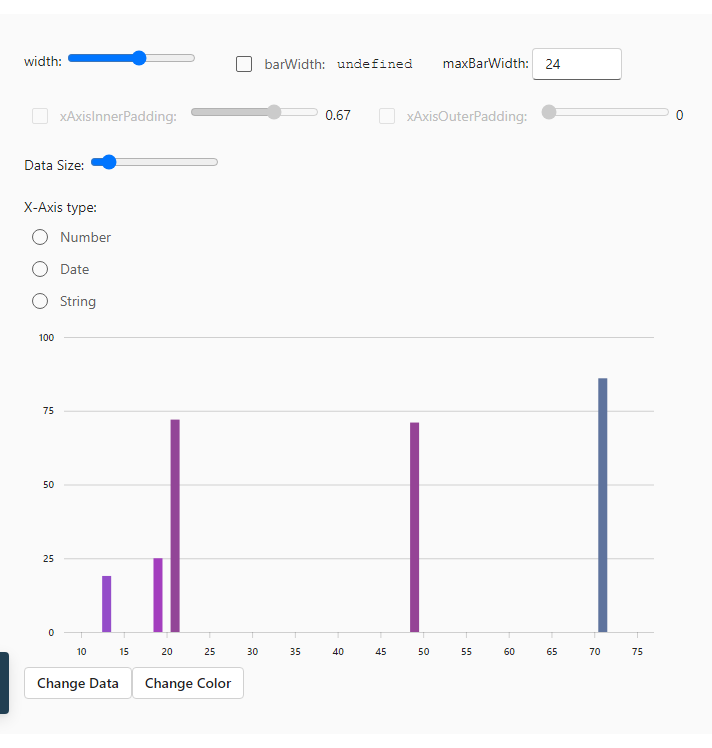 width: barWidth: undefined maxBarWidth: 24
xAxisInnerPadding: 0.67 xAxisOuterPadding: 0
Data Size:
X-Axis type:
Number
Date
String
100
75
50
25
0
10 15 20 25 30 35 40 45 50 55 60 65 70 75
Change Data Change Color